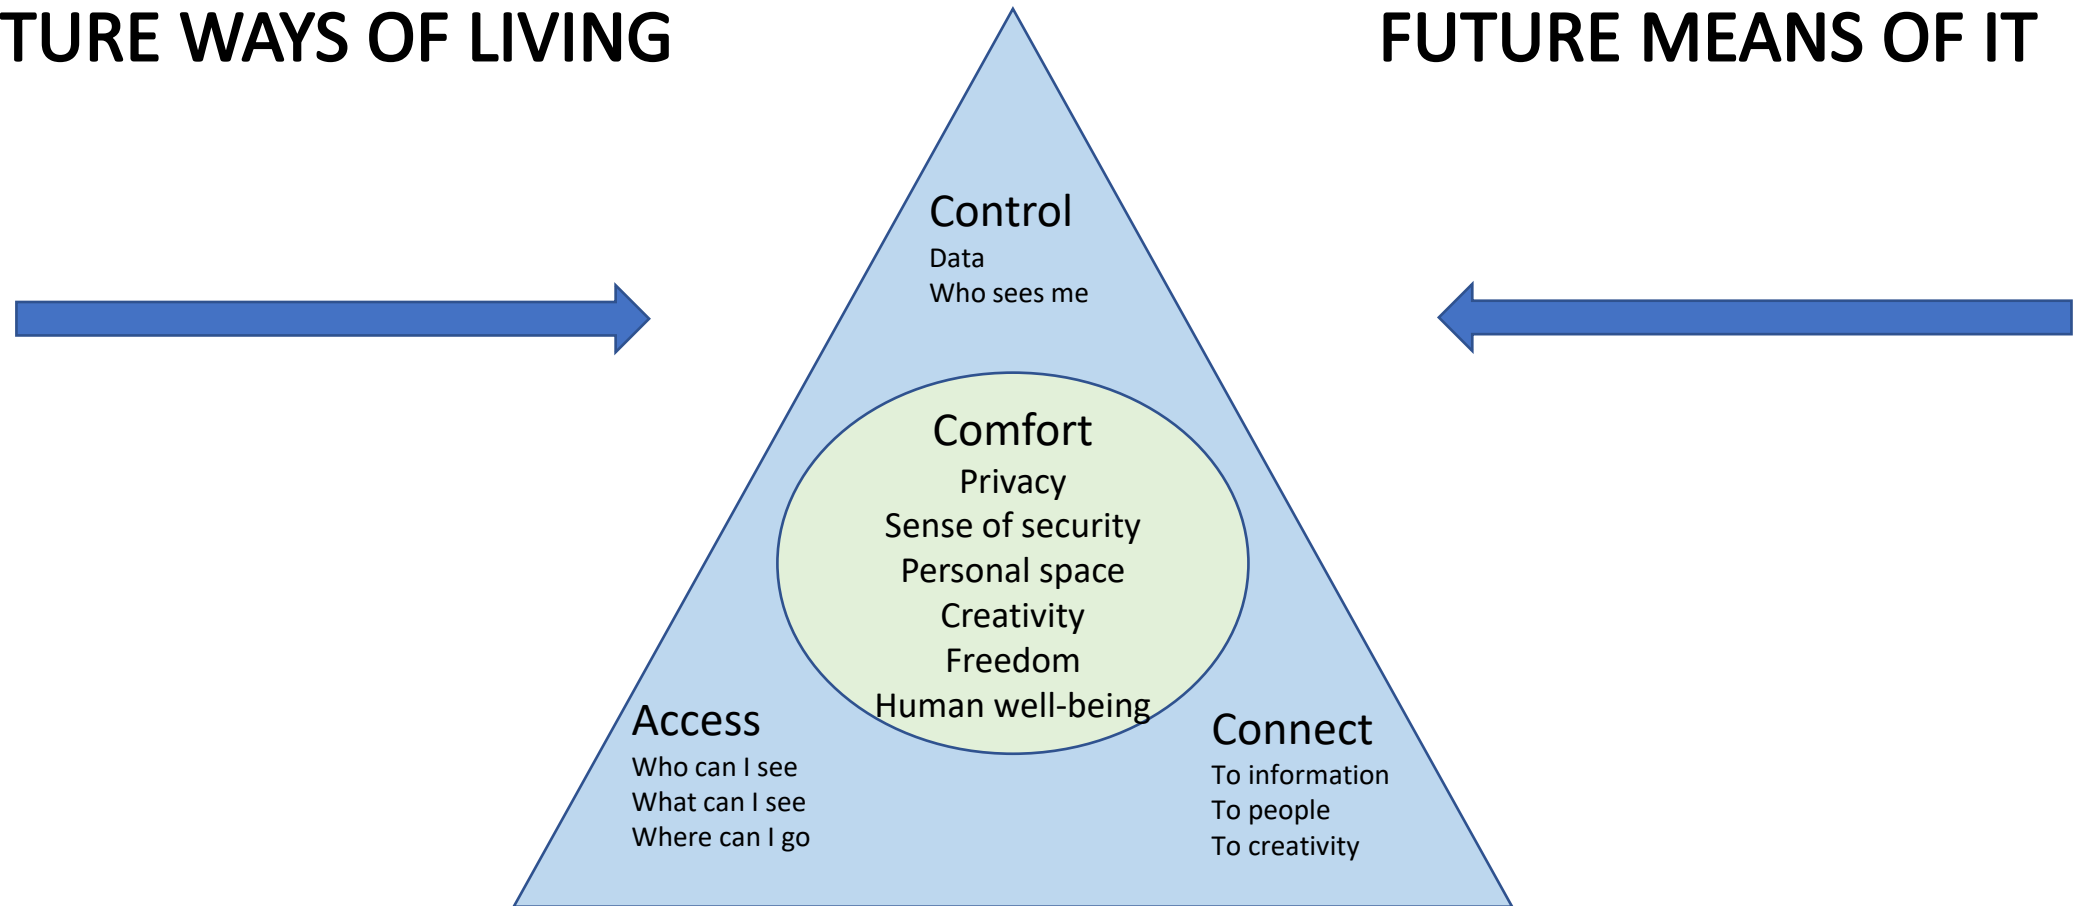 TURE WAYS OF LIVING
FUTURE MEANS OF IT
Control
Data
Who sees me
Comfort
Privacy
Sense of security
Personal space
Creativity
Freedom
Human well-being
Access
Who can I see
What can I see
Where can I go
Connect
To information
To people
To creativity